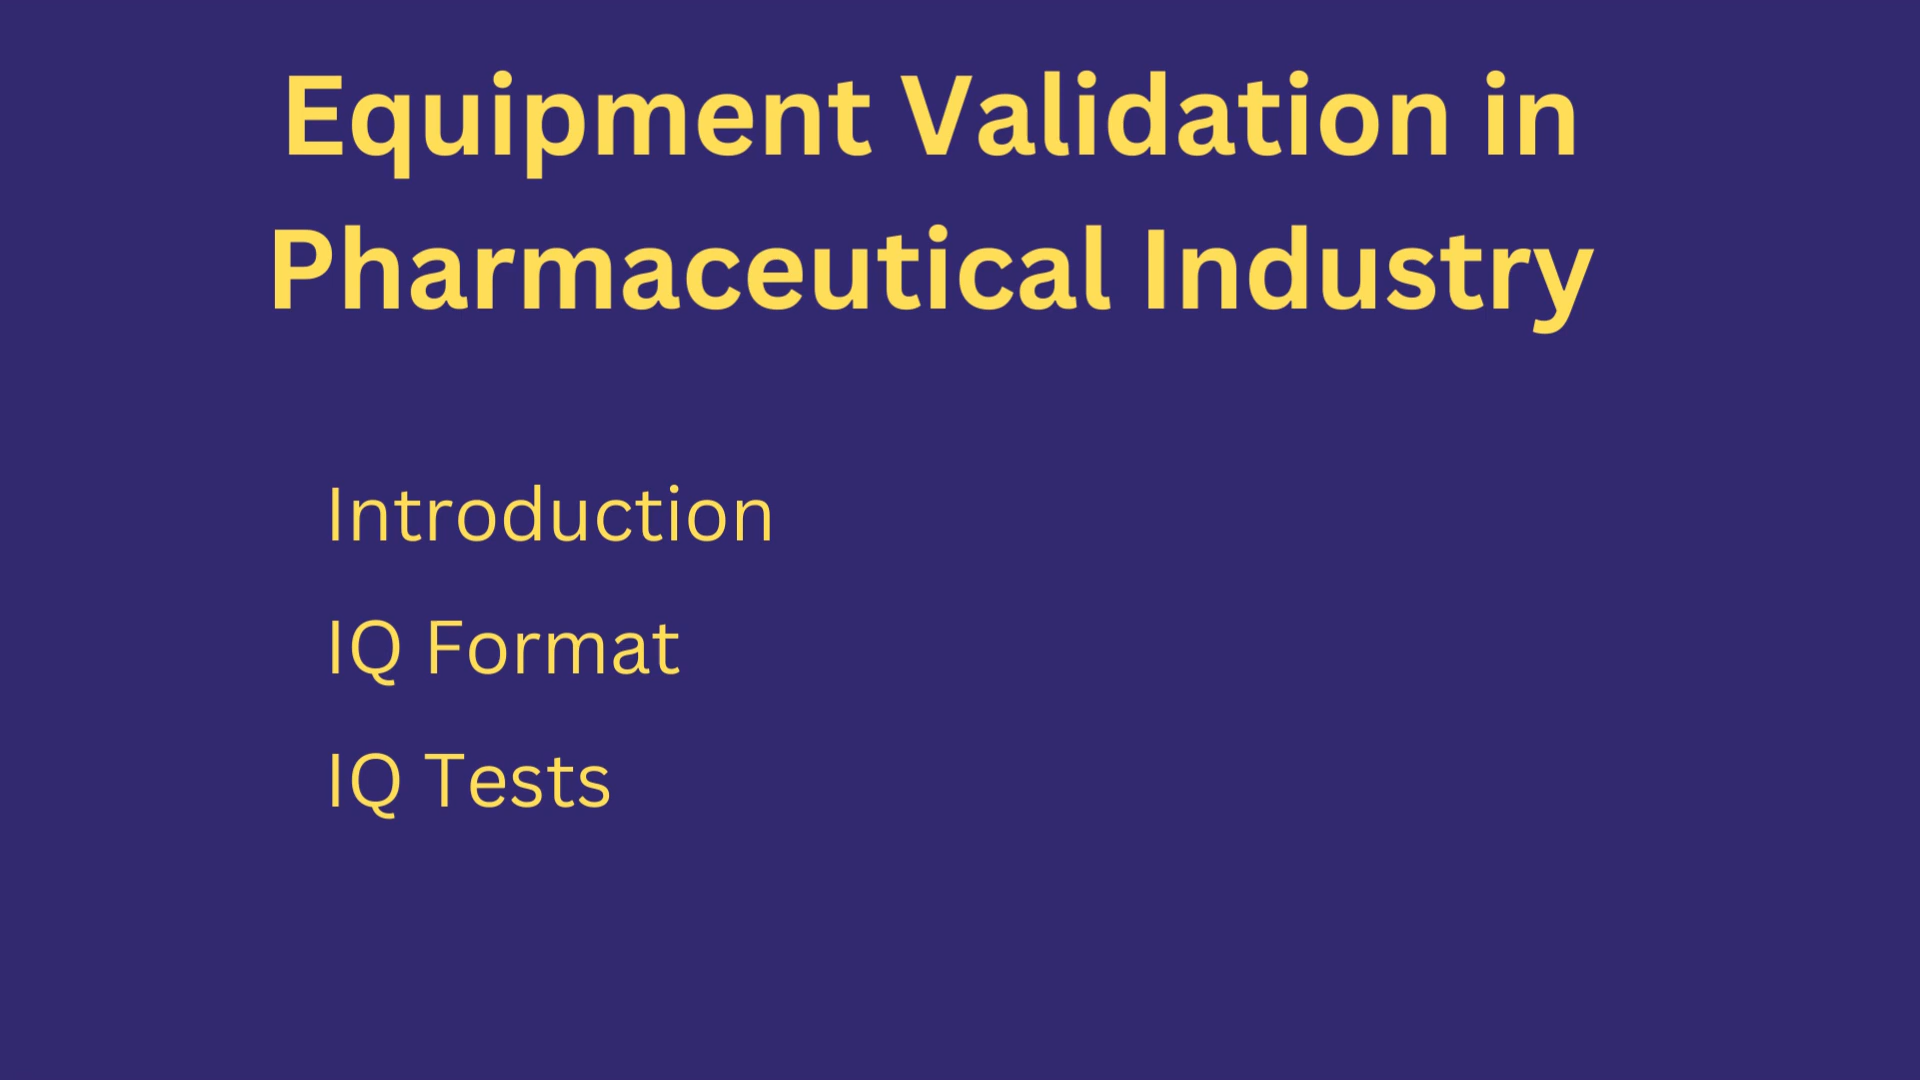 Equipment Validation in
Pharmaceutical Industry
Introduction
IQ Format
IQ Tests